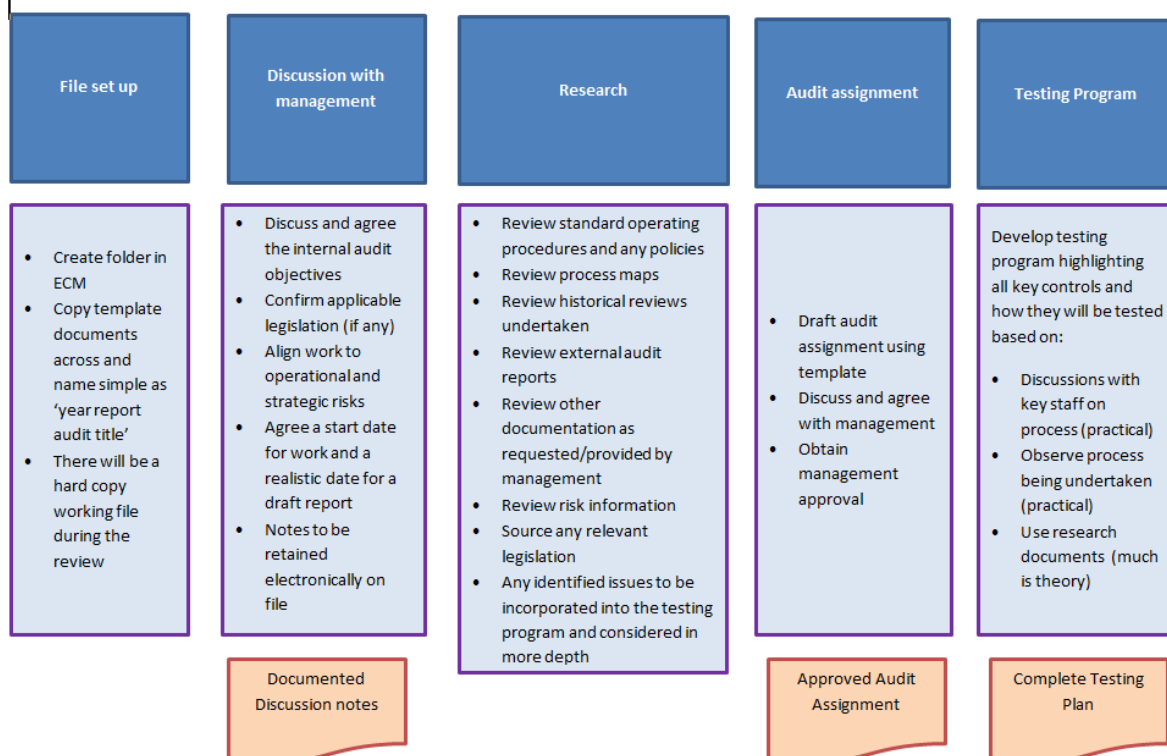 File set up
Discussion with
management
Research
Audit assignment
Testing Program
• Create folder in
ECM
• Copy template
documents
across and
name simple as
‘year report
audit title’
• There will be a
hard copy
working file
during the
review
• Discuss and agree
the internal audit
objectives
• Confirm applicable
legislation (if any)
• Align work to
operational and
strategic risks
• Agree a start date
for work and a
realistic date for a
draft report
• Notes to be
retained
electronically on
file
• Review standard operating
procedures and any policies
• Review process maps
• Review historical reviews
undertaken
• Review external audit
reports
• Review other
documentation as
requested/provided by
management
• Review risk information
• Source any relevant
legislation
• Any identified issues to be
incorporated into the testing
program and considered in
more depth
• Draft audit
assignment using
template
• Discuss and agree
with management
• Obtain
management
approval
Develop testing
program highlighting
all key controls and
how they will be tested
based on:
• Discussions with
key staff on
process (practical)
• Observe process
being undertaken
(practical)
• Use research
documents (much
is theory)
Documented
Discussion notes
Approved Audit
Assignment
Complete Testing
Plan